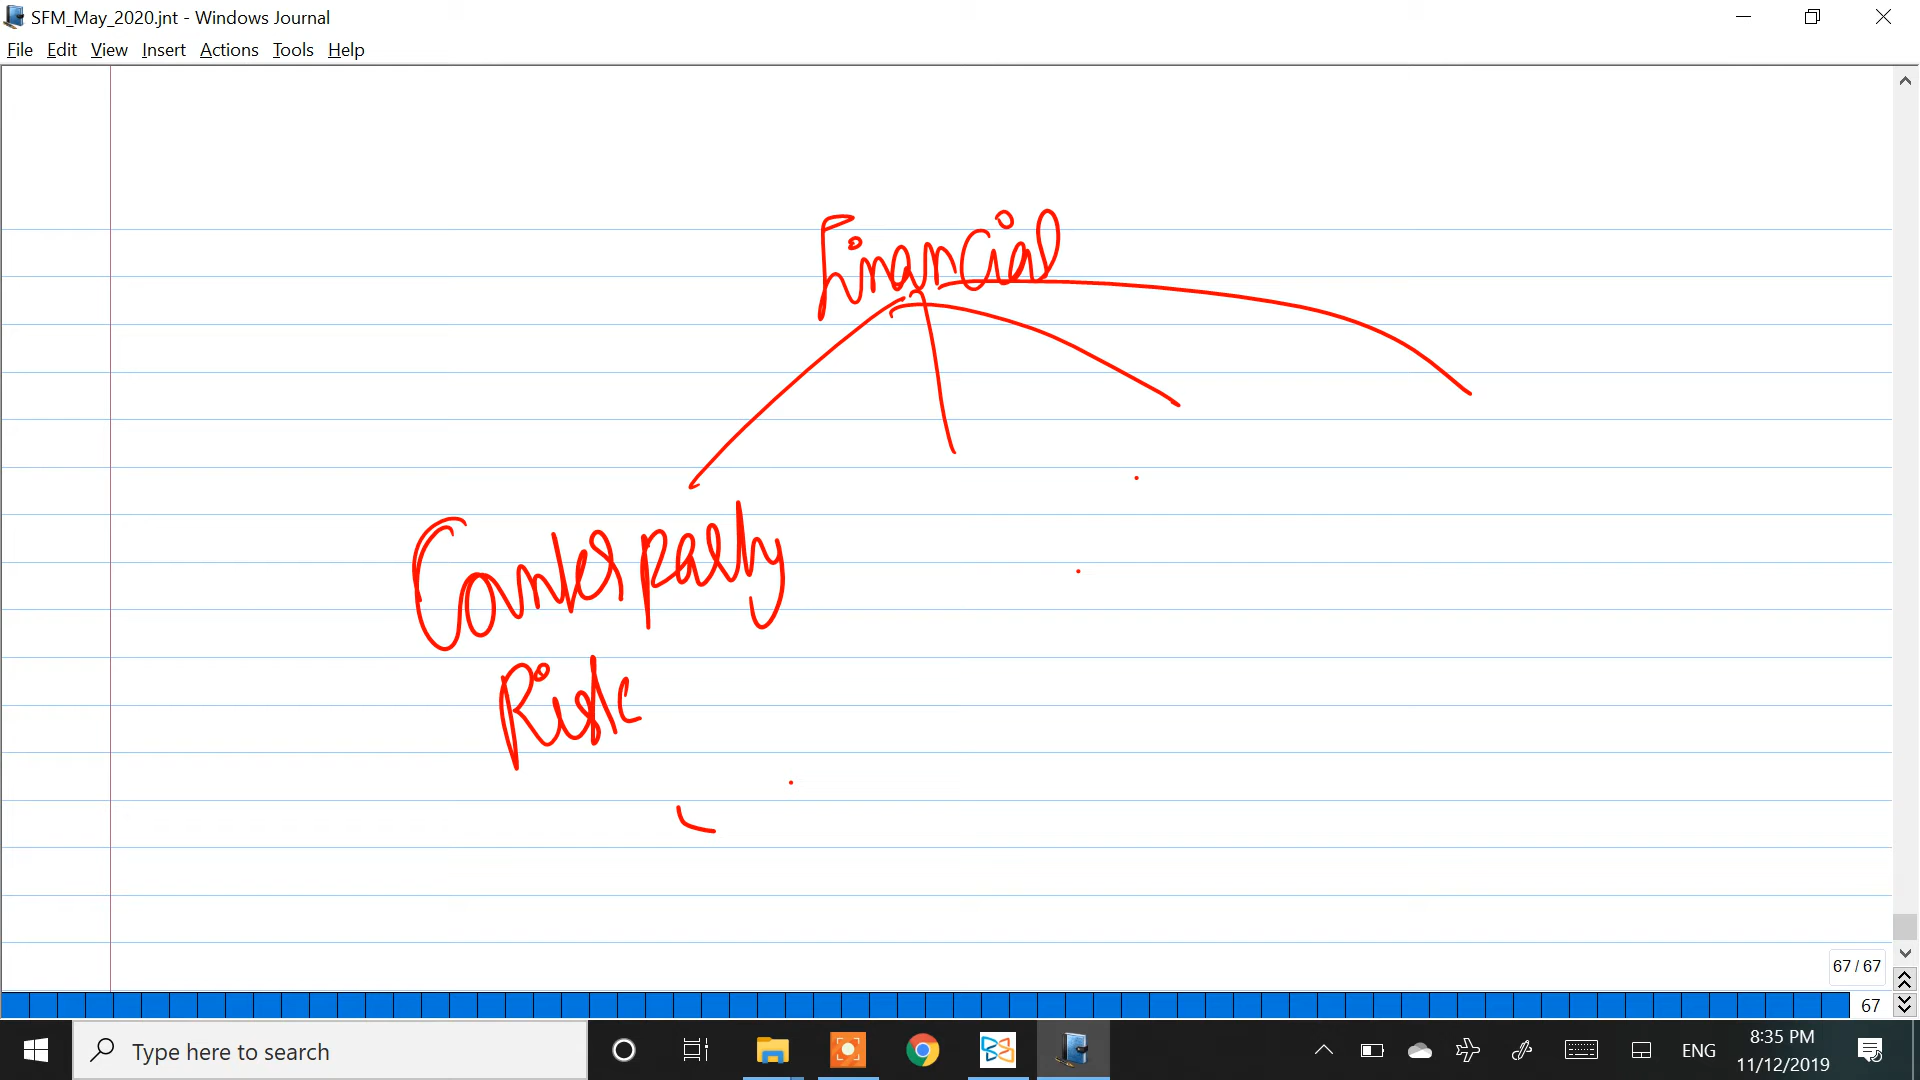 SFM_May_2020.jnt - Windows Journal
File Edit View Insert Actions Tools Help
Financial
Counterparty
Risk
67 / 67
67
Type here to search
ENG
8:35 PM
11/12/2019